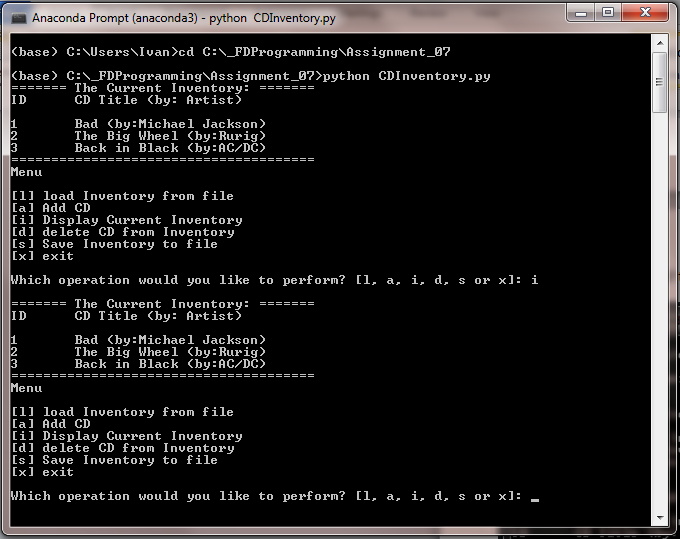 Anaconda Prompt (anaconda3) - python  CDInventory.py
(base) C:\Users\Ivan>cd C:\_FDProgramming\Assignment_07
(base) C:\_FDProgramming\Assignment_07>python CDInventory.py
======= The Current Inventory: =======
ID      CD Title (by: Artist)
1       Bad (by:Michael Jackson)
2       The Big Wheel (by:Rurig)
3       Back in Black (by:AC/DC)
======================================
Menu
[l] load Inventory from file
[a] Add CD
[i] Display Current Inventory
[d] delete CD from Inventory
[s] Save Inventory to file
[x] exit
Which operation would you like to perform? [l, a, i, d, s or x]: i
======= The Current Inventory: =======
ID      CD Title (by: Artist)
1       Bad (by:Michael Jackson)
2       The Big Wheel (by:Rurig)
3       Back in Black (by:AC/DC)
======================================
Menu
[l] load Inventory from file
[a] Add CD
[i] Display Current Inventory
[d] delete CD from Inventory
[s] Save Inventory to file
[x] exit
Which operation would you like to perform? [l, a, i, d, s or x]: _